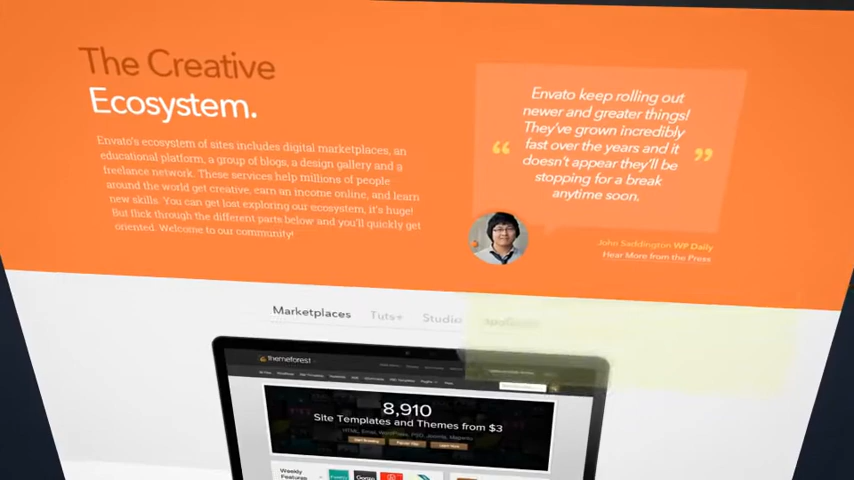 The Creative
Ecosystem.
Envato's ecosystem of sites includes digital marketplaces, an
educational platform, a group of blogs, a design gallery and a
freelance network. These services help millions of people
around the world get creative, earn an income online, and learn
new skills. You can get lost exploring our ecosystem, it's huge!
But flick through the different parts below and you'll quickly get
oriented. Welcome to our community!
“ Envato keep rolling out
newer and greater things!
They've grown incredibly
fast over the years and it
doesn't appear they'll be
stopping for a break
anytime soon. ”
John Saddington WP Daily
Hear More from the Press
Marketplaces Tuts+ Studio
themeforest
8,910
Site Templates and Themes from $3
HTML, Email, WordPress, PSD, Joomla, Magento
Weekly
Features